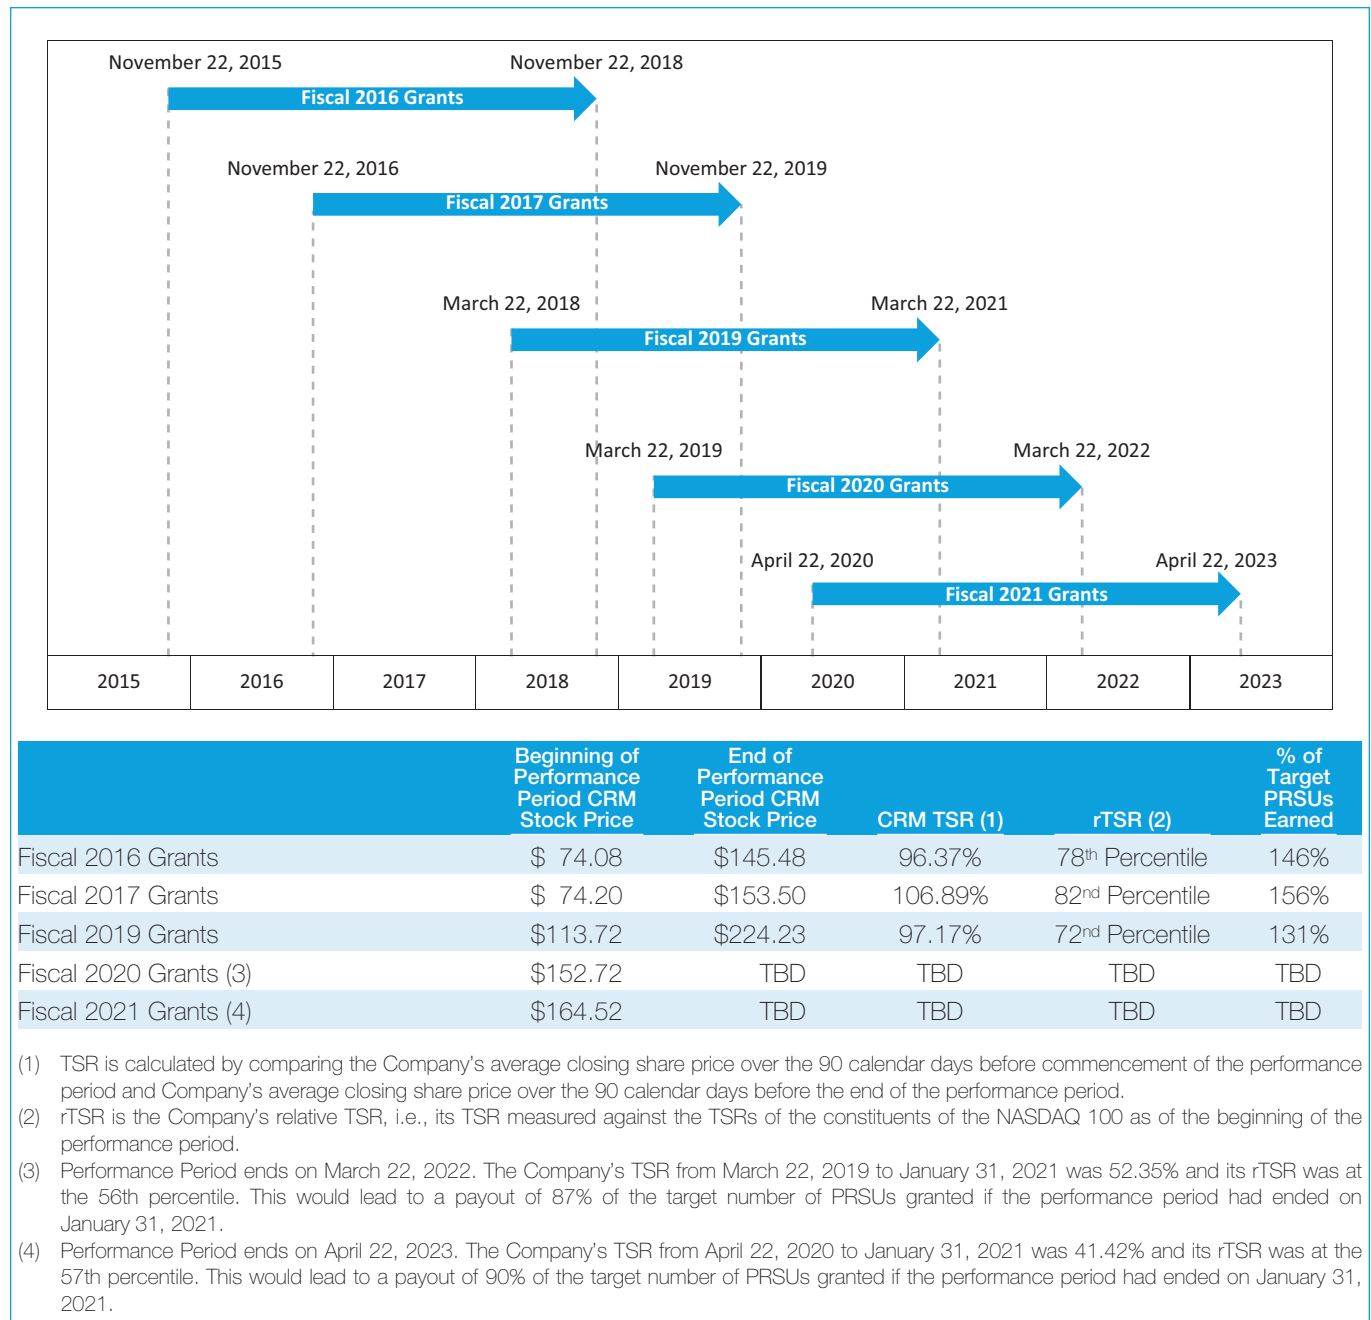 November 22, 2015 November 22, 2018
Fiscal 2016 Grants
November 22, 2016 November 22, 2019
Fiscal 2017 Grants
March 22, 2018 March 22, 2021
Fiscal 2019 Grants
March 22, 2019 March 22, 2022
Fiscal 2020 Grants
April 22, 2020 April 22, 2023
Fiscal 2021 Grants
2015 2016 2017 2018 2019 2020 2021 2022 2023
Beginning of Performance Period CRM Stock Price End of Performance Period CRM Stock Price CRM TSR (1) rTSR (2) % of Target PRSUs Earned
Fiscal 2016 Grants $ 74.08 $145.48 96.37% 78th Percentile 146%
Fiscal 2017 Grants $ 74.20 $153.50 106.89% 82nd Percentile 156%
Fiscal 2019 Grants $113.72 $224.23 97.17% 72nd Percentile 131%
Fiscal 2020 Grants (3) $152.72 TBD TBD TBD TBD
Fiscal 2021 Grants (4) $164.52 TBD TBD TBD TBD
(1) TSR is calculated by comparing the Company's average closing share price over the 90 calendar days before commencement of the performance
period and Company's average closing share price over the 90 calendar days before the end of the performance period.
(2) rTSR is the Company's relative TSR, i.e., its TSR measured against the TSRs of the constituents of the NASDAQ 100 as of the beginning of the
performance period.
(3) Performance Period ends on March 22, 2022. The Company's TSR from March 22, 2019 to January 31, 2021 was 52.35% and its rTSR was at
the 56th percentile. This would lead to a payout of 87% of the target number of PRSUs granted if the performance period had ended on
January 31, 2021.
(4) Performance Period ends on April 22, 2023. The Company's TSR from April 22, 2020 to January 31, 2021 was 41.42% and its rTSR was at the
57th percentile. This would lead to a payout of 90% of the target number of PRSUs granted if the performance period had ended on January 31,
2021.